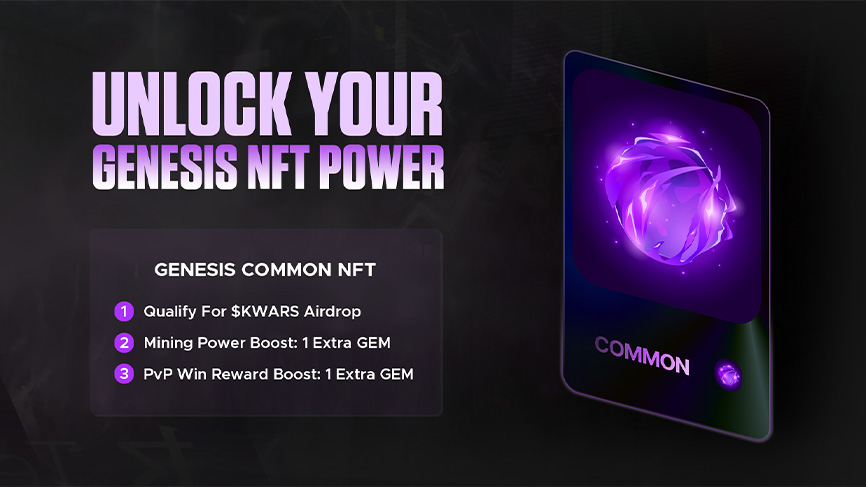 UNLOCK YOUR
GENESIS NFT POWER
GENESIS COMMON NFT
1 Qualify For $KWARS Airdrop
2 Mining Power Boost: 1 Extra GEM
3 PvP Win Reward Boost: 1 Extra GEM
COMMON